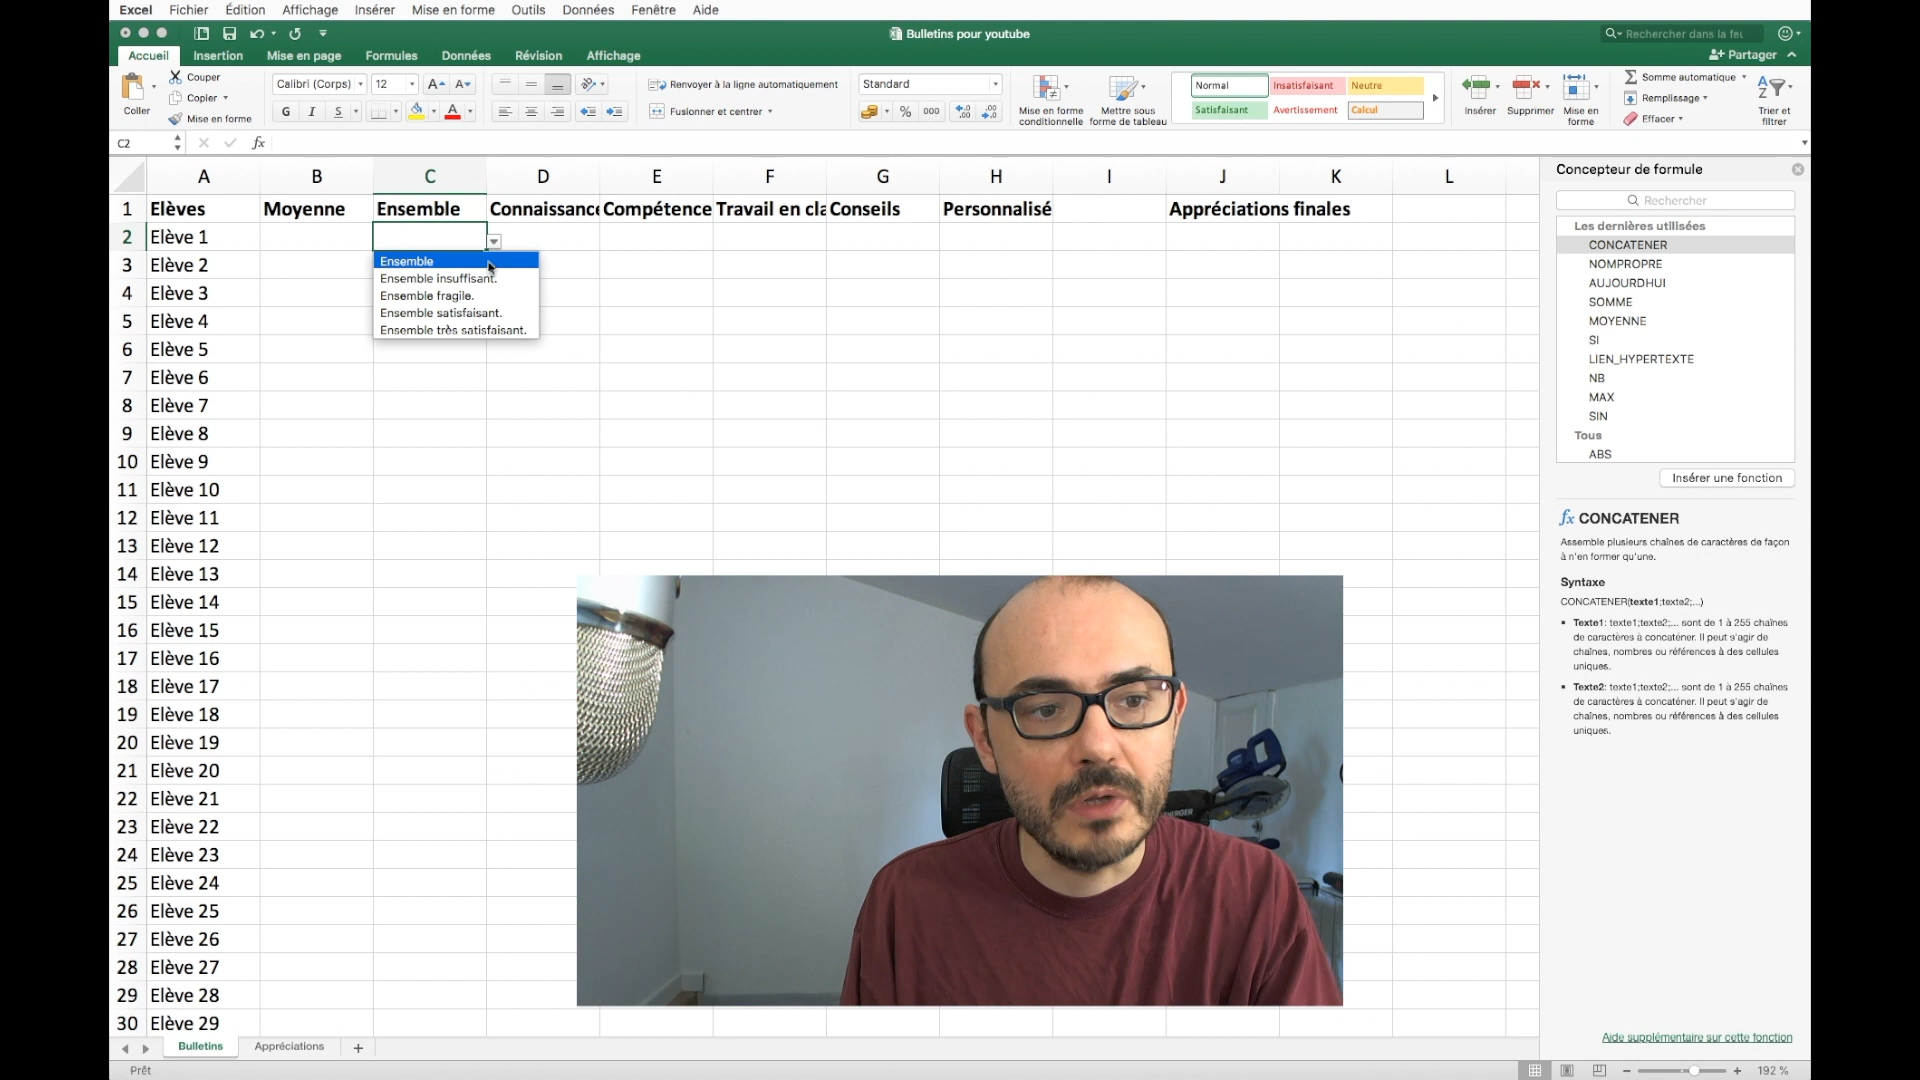 Excel Fichier Édition Affichage Insérer Mise en forme Outils Données Fenêtre Aide
Bulletins pour youtube
Rechercher dans la feu
Accueil Insertion Mise en page Formules Données Révision Affichage
Partager
Coller
Couper
Copier
Mise en forme
Calibri (Corps) 12
G I S
Renvoyer à la ligne automatiquement
Fusionner et centrer
Standard
% 000
Mise en forme conditionnelle
Mettre sous forme de tableau
Normal Insatisfaisant Neutre
Satisfaisant Avertissement Calcul
Insérer Supprimer Mise en forme
Somme automatique
Remplissage
Effacer
Trier et filtrer
C2
fx
A B C D E F G H I J K L
1 Elèves Moyenne Ensemble Connaissance Compétence Travail en cla Conseils Personnalisé Appréciations finales
2 Elève 1
3 Elève 2
4 Elève 3
5 Elève 4
6 Elève 5
7 Elève 6
8 Elève 7
9 Elève 8
10 Elève 9
11 Elève 10
12 Elève 11
13 Elève 12
14 Elève 13
15 Elève 14
16 Elève 15
17 Elève 16
18 Elève 17
19 Elève 18
20 Elève 19
21 Elève 20
22 Elève 21
23 Elève 22
24 Elève 23
25 Elève 24
26 Elève 25
27 Elève 26
28 Elève 27
29 Elève 28
30 Elève 29
Ensemble
Ensemble insuffisant.
Ensemble fragile.
Ensemble satisfaisant.
Ensemble très satisfaisant.
Concepteur de formule
Rechercher
Les dernières utilisées
CONCATENER
NOMPROPRE
AUJOURDHUI
SOMME
MOYENNE
SI
LIEN_HYPERTEXTE
NB
MAX
SIN
Tous
ABS
Insérer une fonction
fx CONCATENER
Assemble plusieurs chaînes de caractères de façon
à n'en former qu'une.
Syntaxe
CONCATENER(texte1;texte2;...)
• Texte1: texte1;texte2;... sont de 1 à 255 chaînes
de caractères à concaténer. Il peut s'agir de
chaînes, nombres ou références à des cellules
uniques.
• Texte2: texte1;texte2;... sont de 1 à 255 chaînes
de caractères à concaténer. Il peut s'agir de
chaînes, nombres ou références à des cellules
uniques.
Aide supplémentaire sur cette fonction
Bulletins Appréciations +
Prêt
192 %